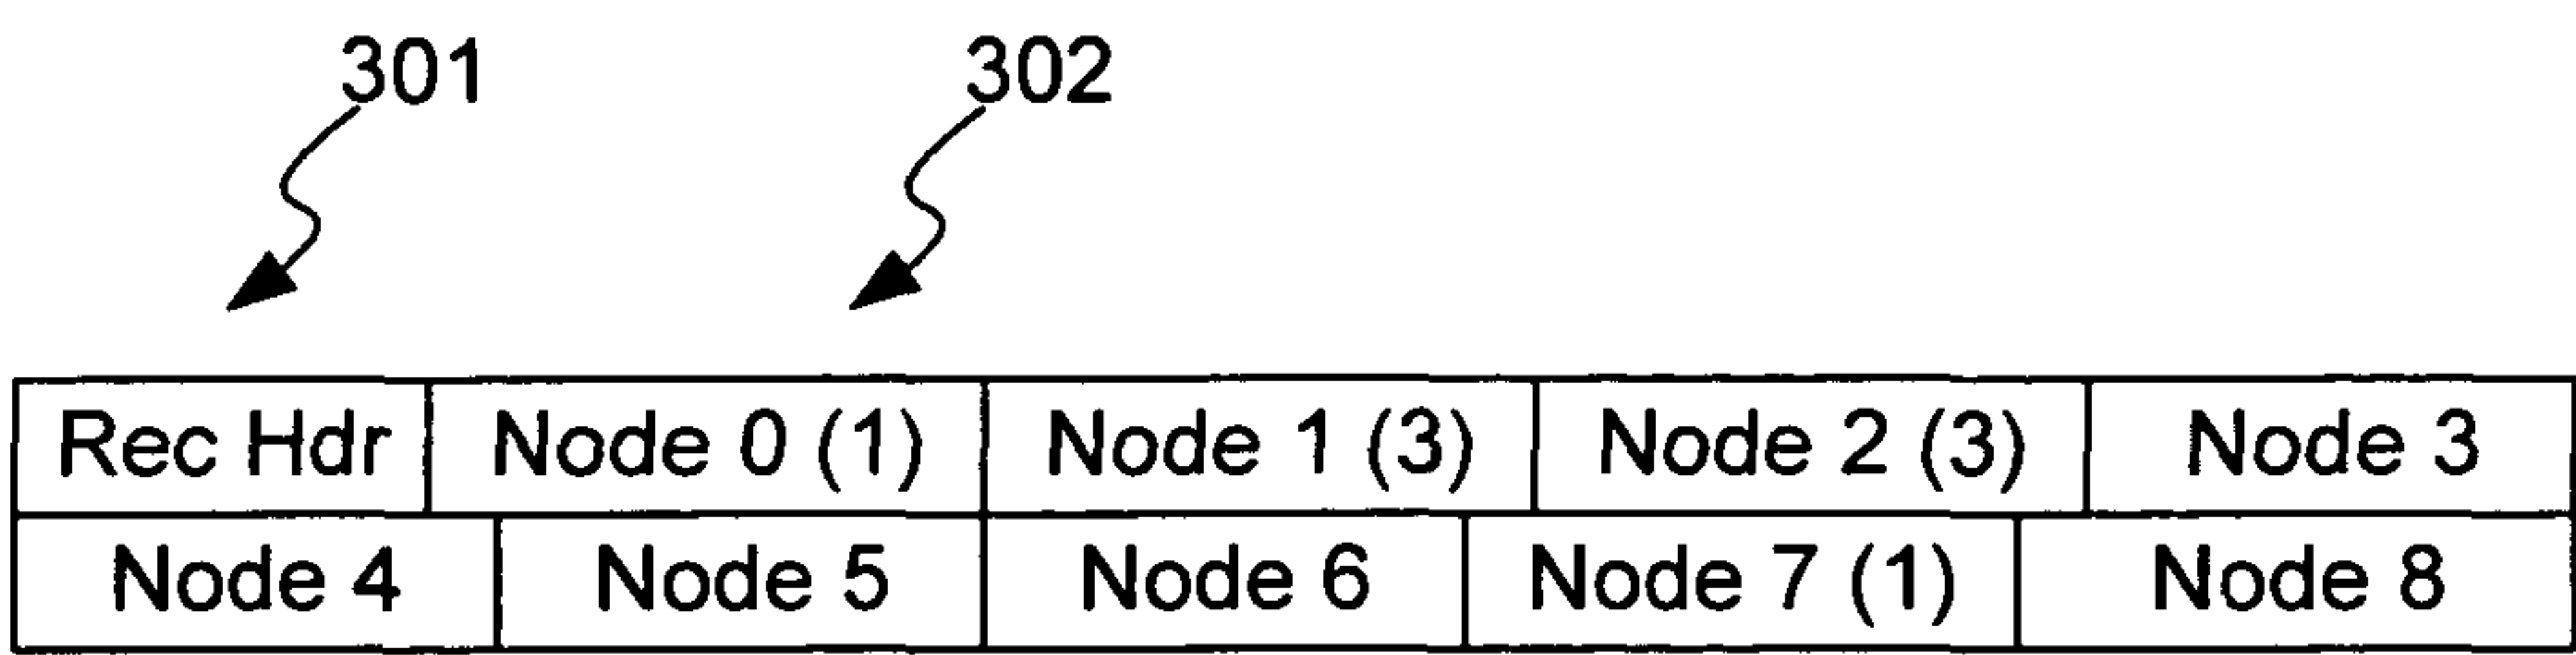 301 302
Rec Hdr Node 0 (1) Node 1 (3) Node 2 (3) Node 3
Node 4 Node 5 Node 6 Node 7 (1) Node 8